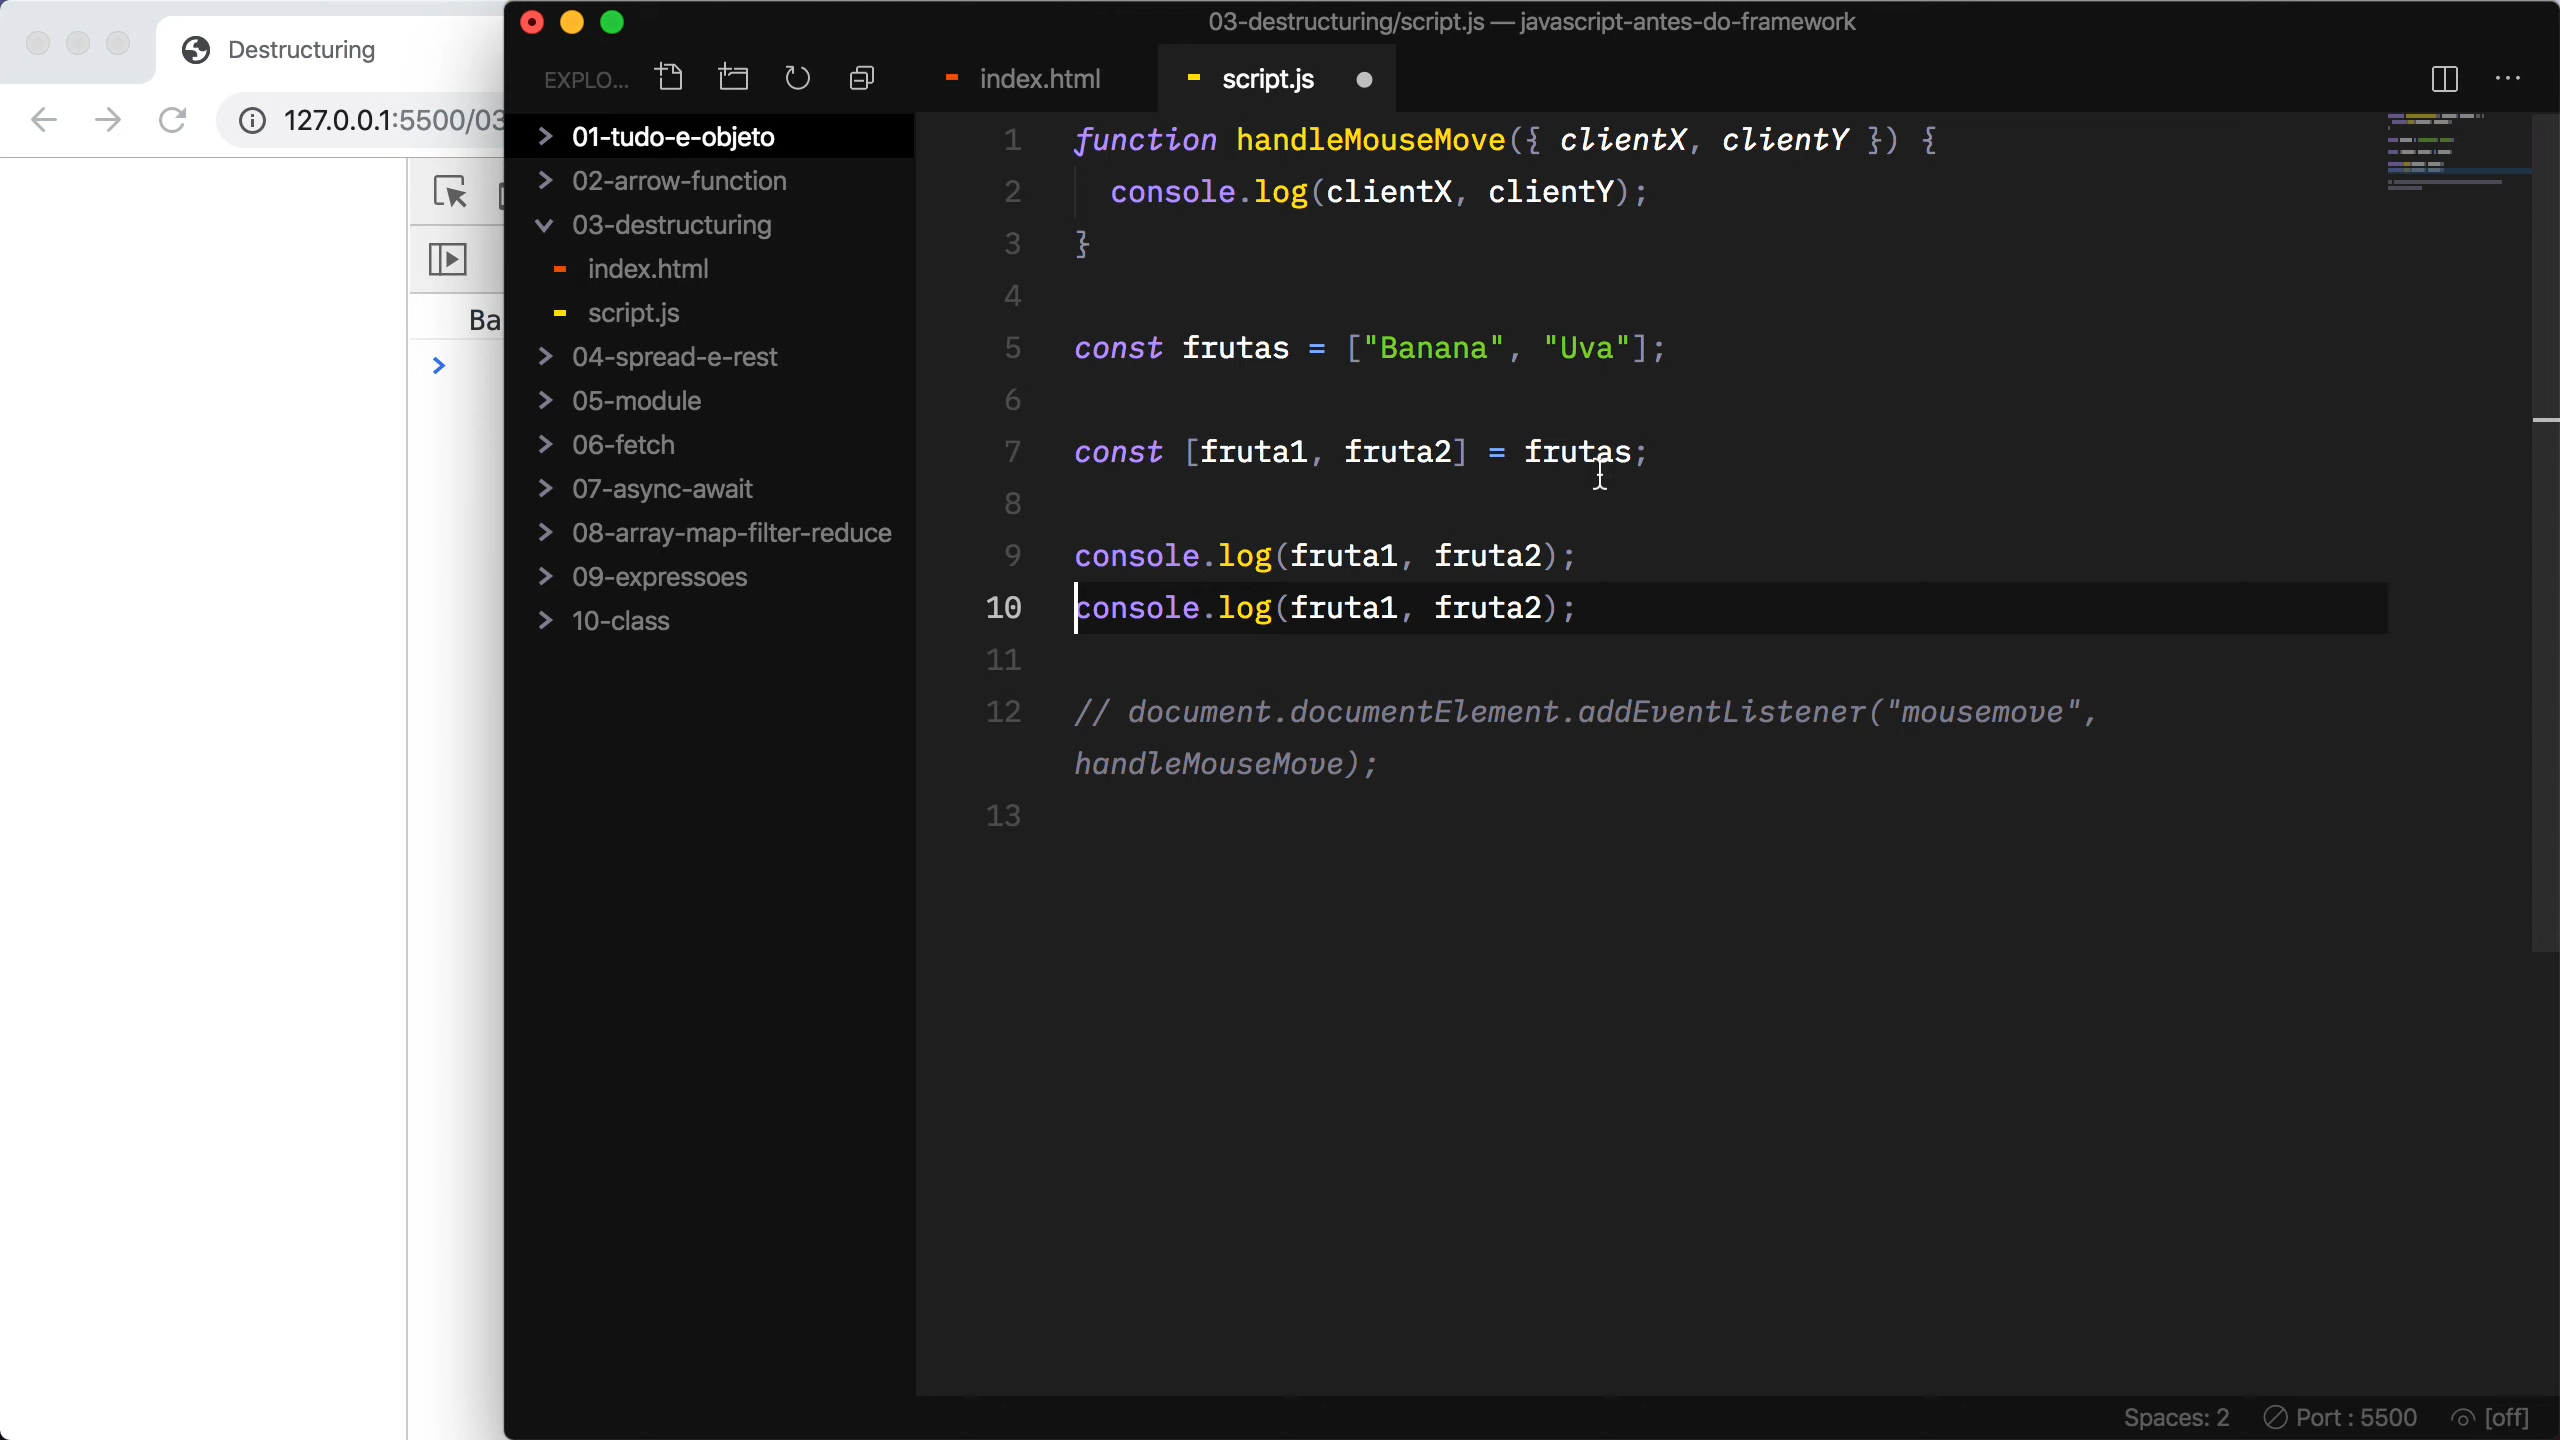 Destructuring
127.0.0.1:5500/03
Ba
03-destructuring/script.js — javascript-antes-do-framework
EXPLO...
01-tudo-e-objeto
02-arrow-function
03-destructuring
index.html
script.js
04-spread-e-rest
05-module
06-fetch
07-async-await
08-array-map-filter-reduce
09-expressoes
10-class
index.html
script.js
1 function handleMouseMove({ clientX, clientY }) {
2 console.log(clientX, clientY);
3 }
4
5 const frutas = ["Banana", "Uva"];
6
7 const [fruta1, fruta2] = frutas;
8
9 console.log(fruta1, fruta2);
10 console.log(fruta1, fruta2);
11
12 // document.documentElement.addEventListener("mousemove",
handleMouseMove);
13
Spaces: 2 Port : 5500 [off]